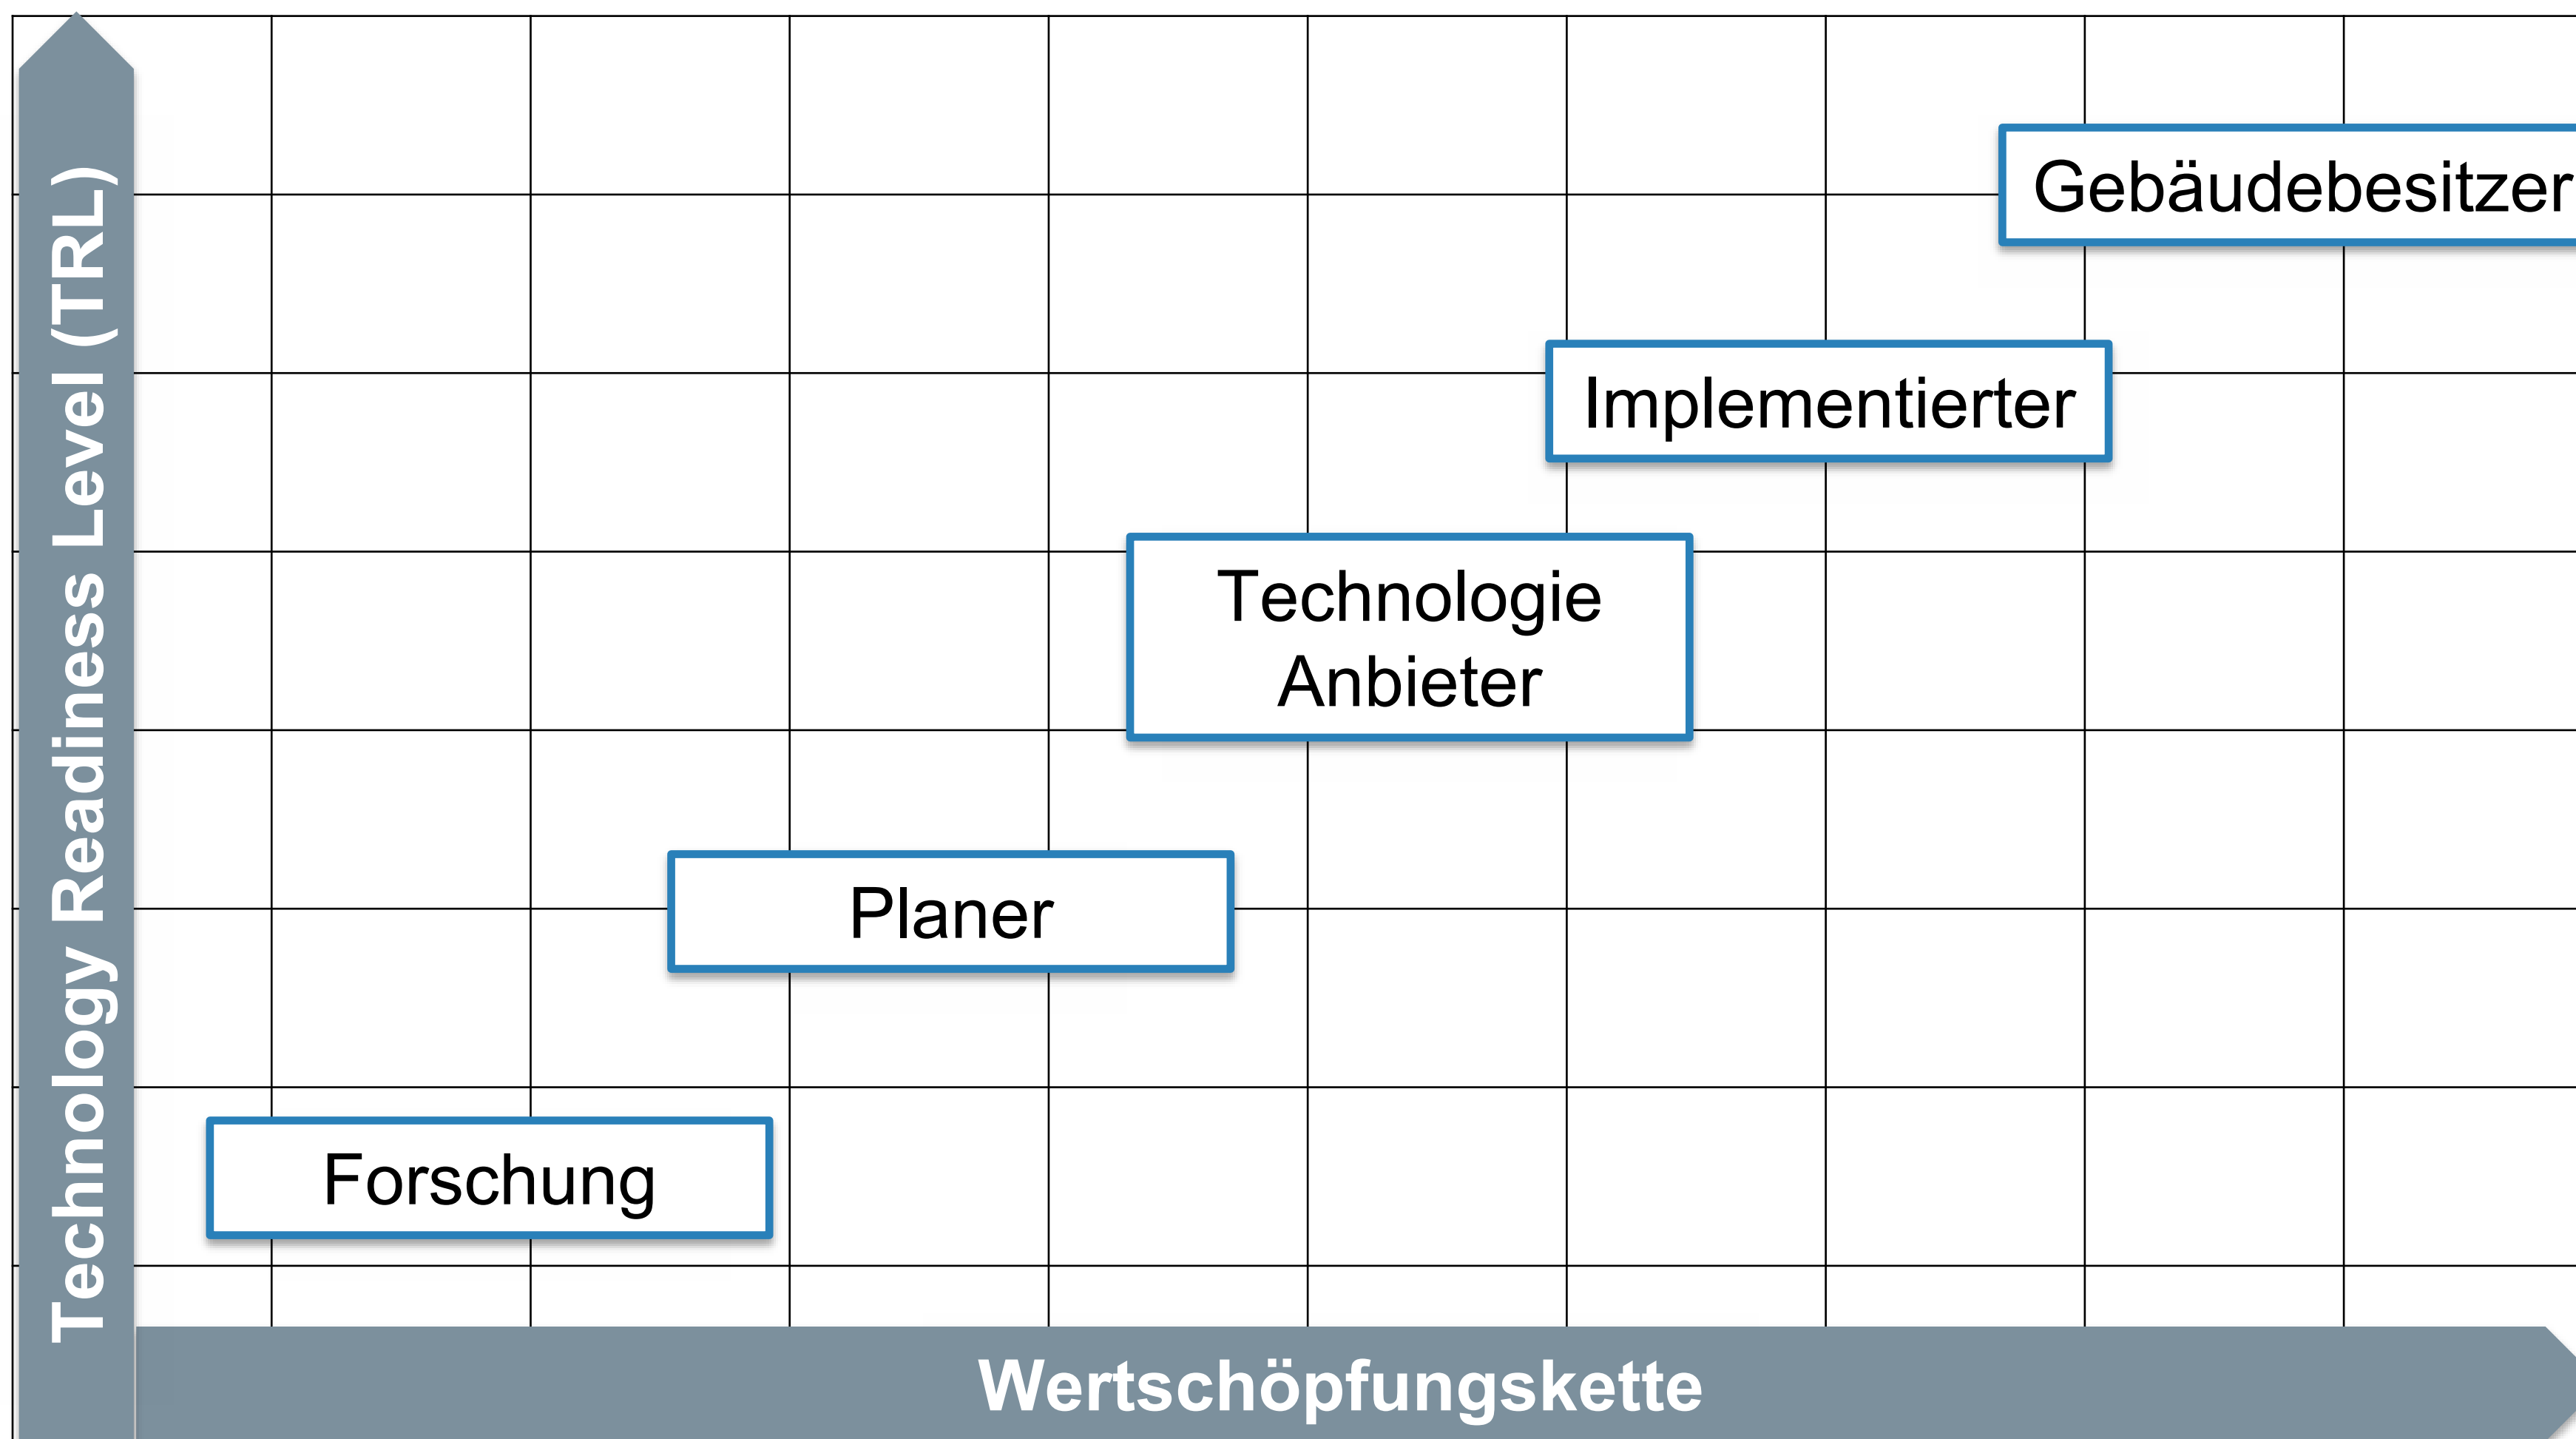 Technology Readiness Level (TRL)
Gebäudebesitzer
Implementierter
Technologie
Anbieter
Planer
Forschung
Wertschöpfungskette